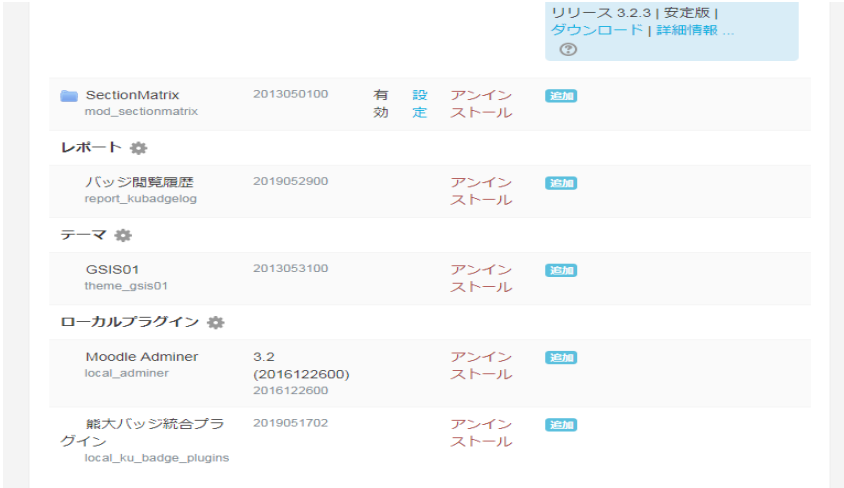 リリース 3.2.3 | 安定版 |
ダウンロード | 詳細情報 ...
SectionMatrix 2013050100 有効 設定 アンインストール 追加
mod_sectionmatrix
レポート
バッジ閲覧履歴 2019052900 アンインストール 追加
report_kubadgelog
テーマ
GSIS01 2013053100 アンインストール 追加
theme_gsis01
ローカルプラグイン
Moodle Adminer 3.2 アンインストール 追加
local_adminer (2016122600)
2016122600
熊大バッジ統合プラ 2019051702 アンインストール 追加
グイン
local_ku_badge_plugins